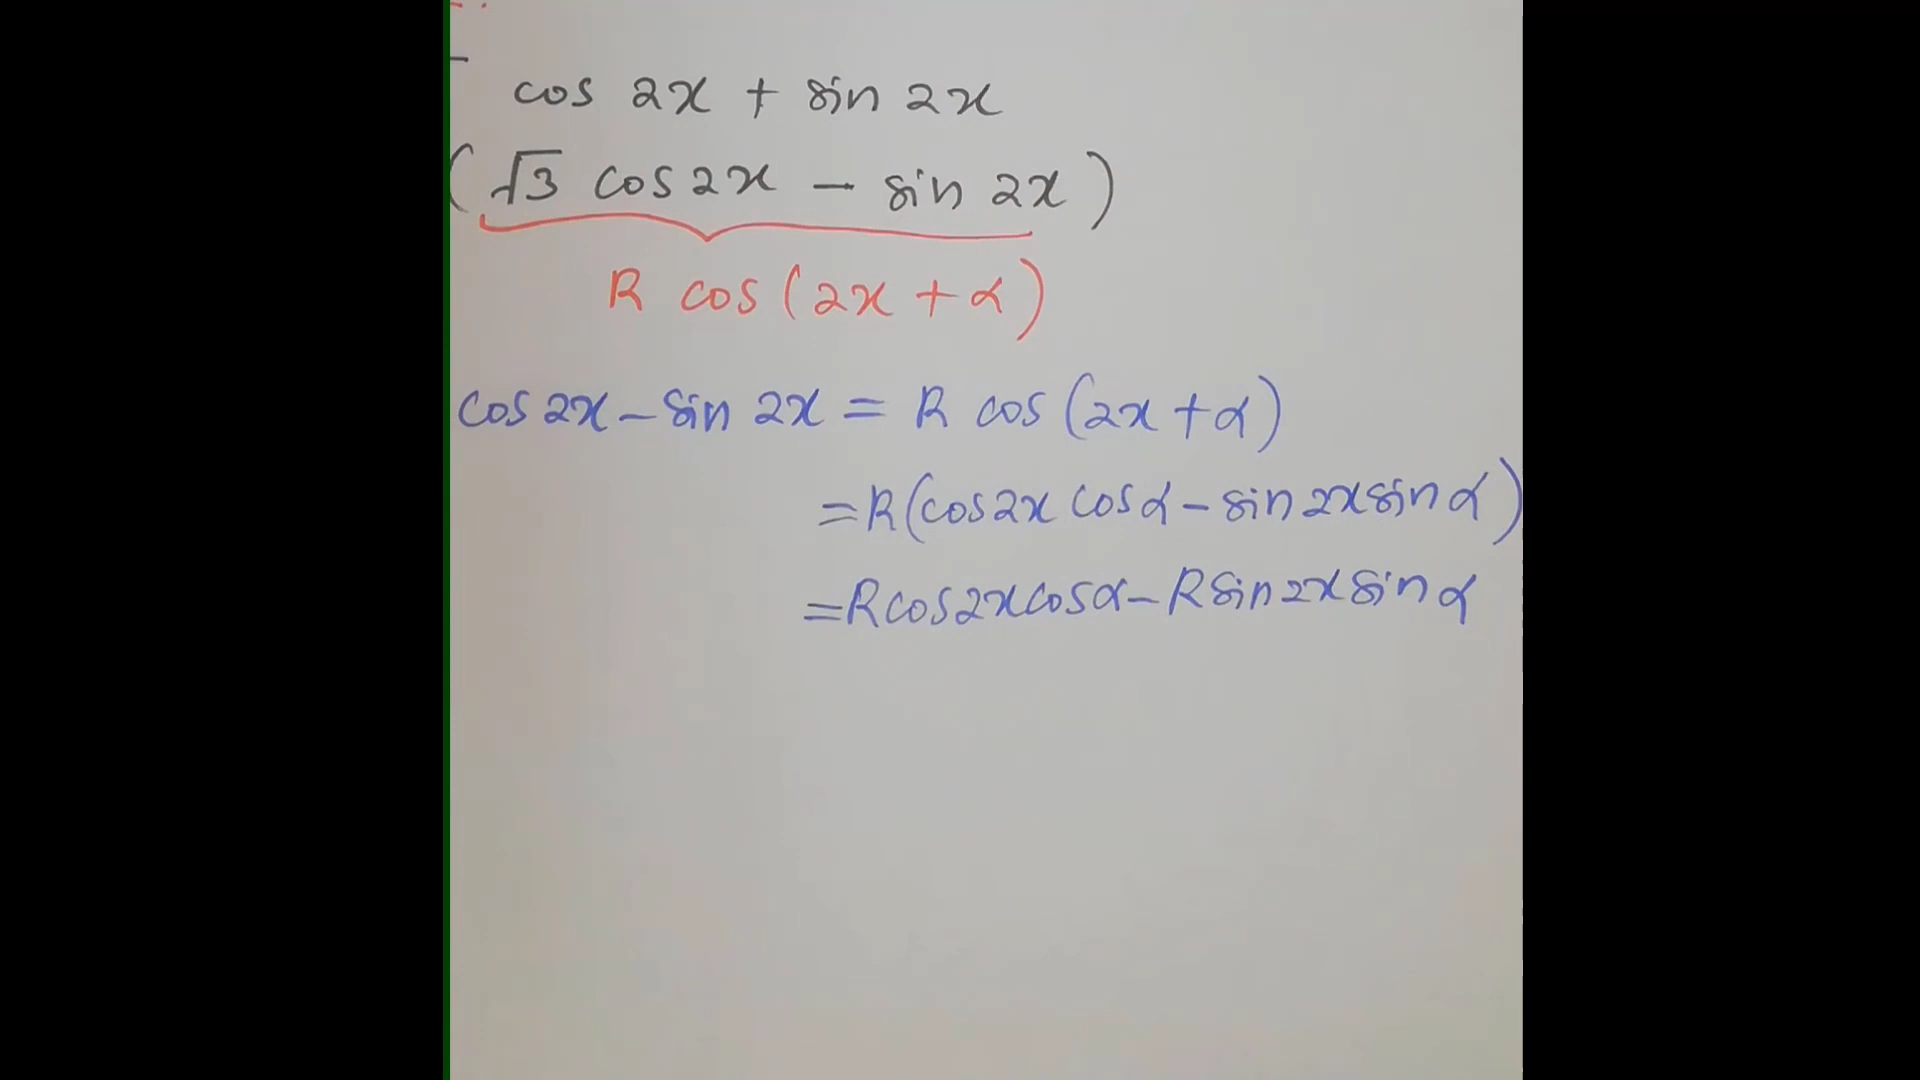 cos 2x + sin 2x
(√3 cos 2x − sin 2x)
R cos (2x + α)
cos 2x − sin 2x = R cos (2x + α)
= R (cos 2x cos α − sin 2x sin α)
= R cos 2x cos α − R sin 2x sin α